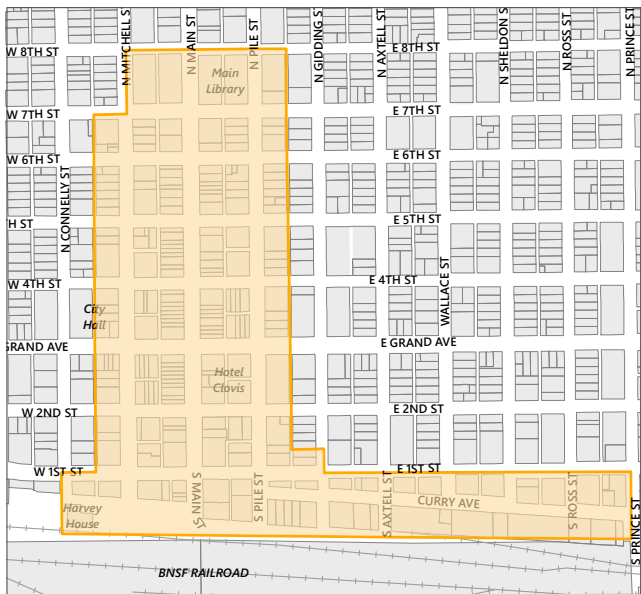 N MITCHELL ST
N MAIN ST
N PILE ST
N GIDDING ST
N AXTELL ST
N SHELDON S
N ROSS ST
N PRINCE ST
W 8TH ST
E 8TH ST
Main
Library
W 7TH ST
E 7TH ST
W 6TH ST
E 6TH ST
N CONNELLY ST
TH ST
E 5TH ST
W 4TH ST
E 4TH ST
WALLACE ST
City
Hall
GRAND AVE
E GRAND AVE
Hotel
Clovis
W 2ND ST
E 2ND ST
W 1ST ST
E 1ST ST
S MAIN ST
S PILE ST
S AXTELL ST
CURRY AVE
S ROSS ST
S PRINCE ST
Harvey
House
BNSF RAILROAD